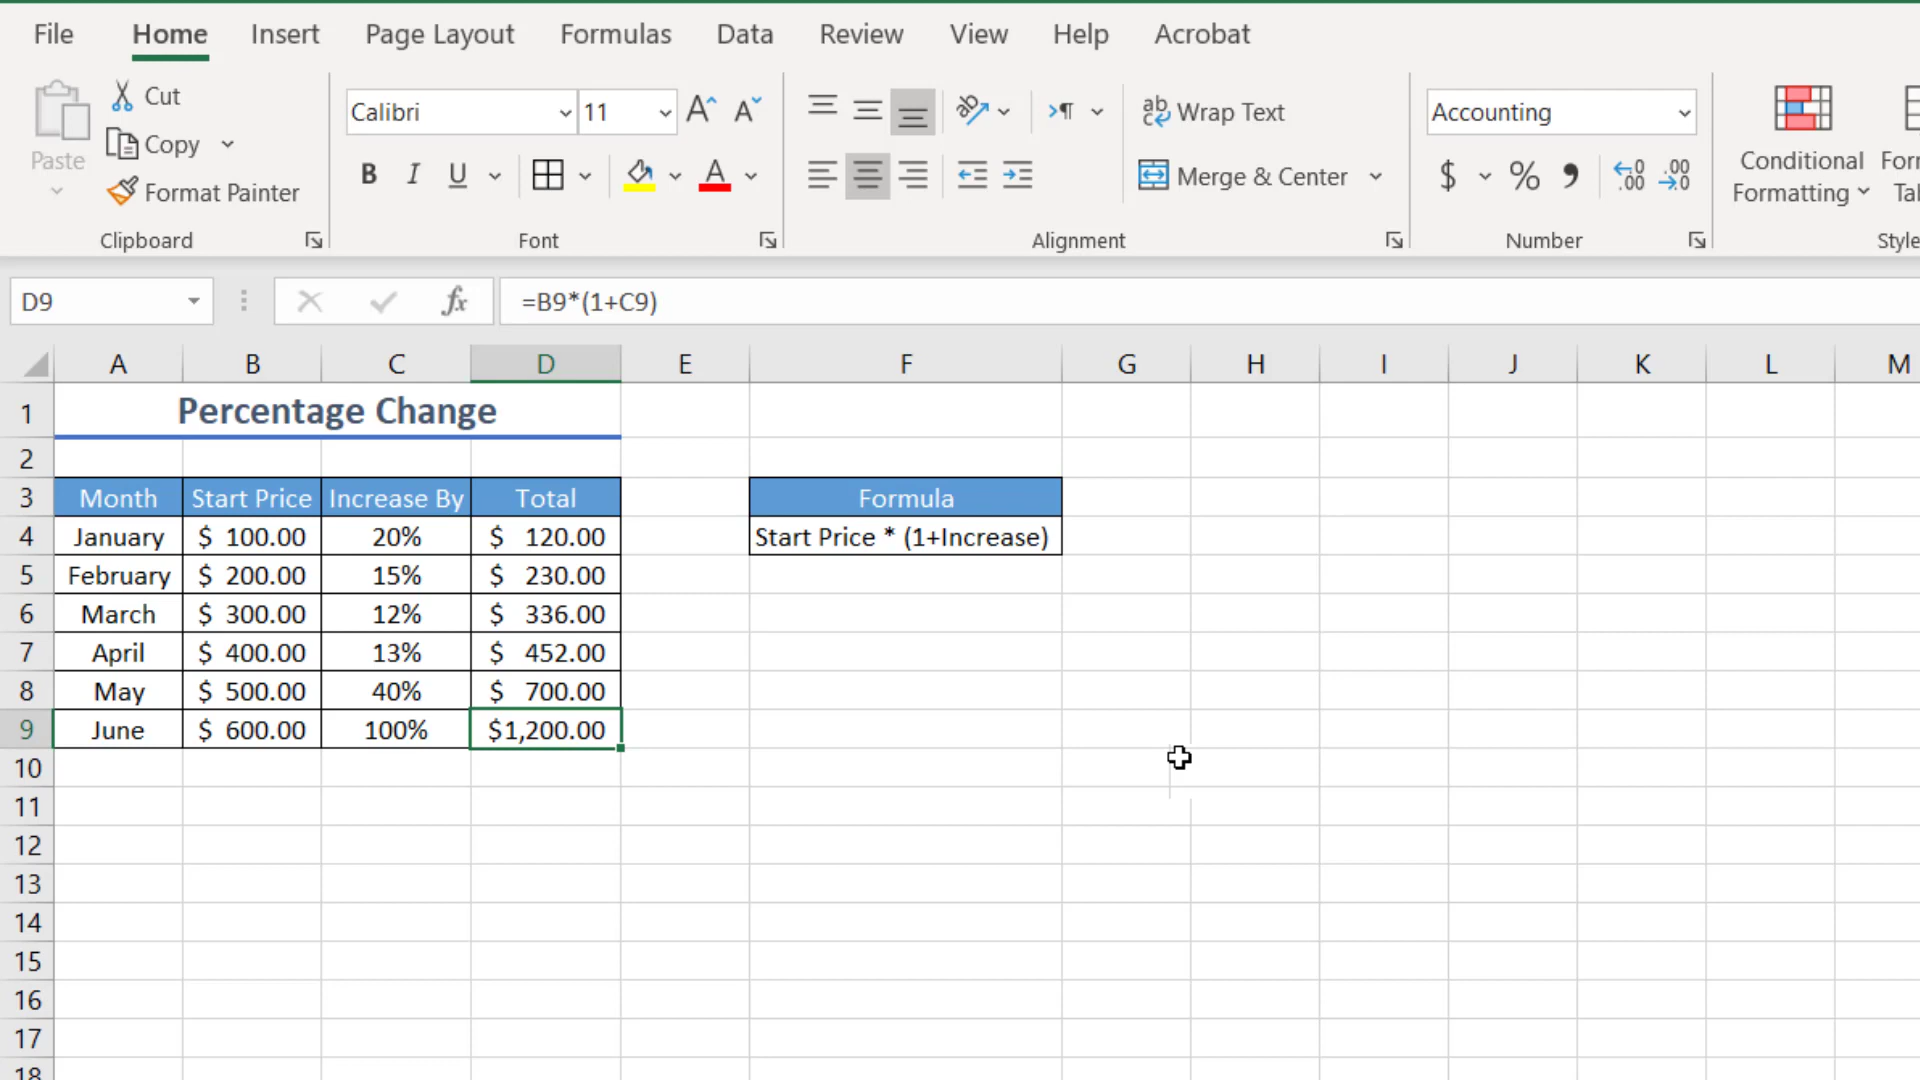 File Home Insert Page Layout Formulas Data Review View Help Acrobat
Paste
Cut
Copy
Format Painter
Clipboard
Calibri 11
B I U
Font
Wrap Text
Merge & Center
Alignment
Accounting
$ % , .00 .00
.0
Number
Conditional
Formatting
D9 fx =B9*(1+C9)
A B C D E F G H I J K L M
1 Percentage Change
2
3 Month Start Price Increase By Total Formula
4 January $ 100.00 20% $ 120.00 Start Price * (1+Increase)
5 February $ 200.00 15% $ 230.00
6 March $ 300.00 12% $ 336.00
7 April $ 400.00 13% $ 452.00
8 May $ 500.00 40% $ 700.00
9 June $ 600.00 100% $1,200.00
10
11
12
13
14
15
16
17
18